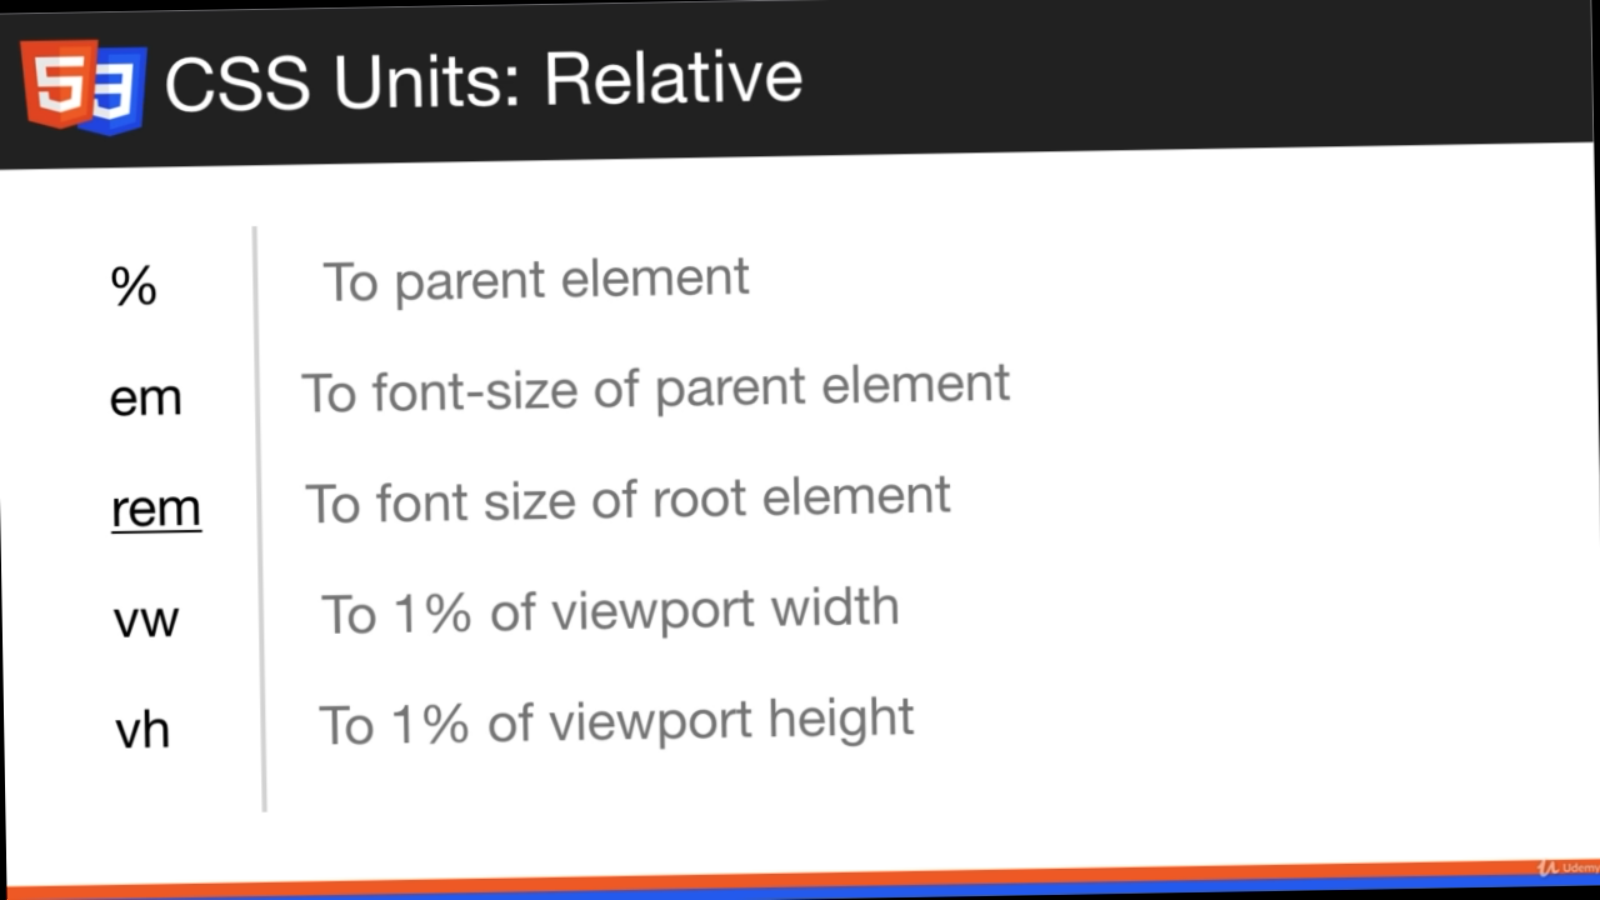 CSS Units: Relative
% To parent element
em To font-size of parent element
rem To font size of root element
vw To 1% of viewport width
vh To 1% of viewport height
Udemy